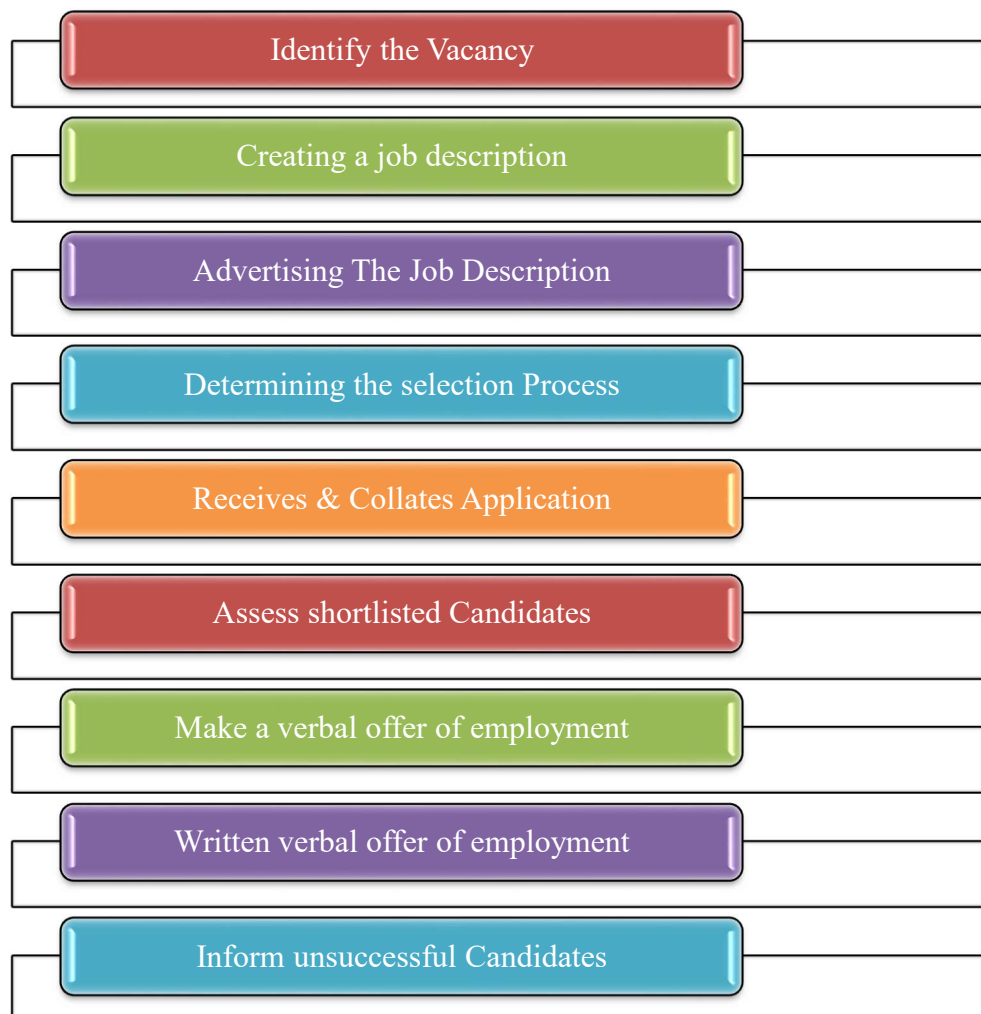 Identify the Vacancy
Creating a job description
Advertising The Job Description
Determining the selection Process
Receives & Collates Application
Assess shortlisted Candidates
Make a verbal offer of employment
Written verbal offer of employment
Inform unsuccessful Candidates